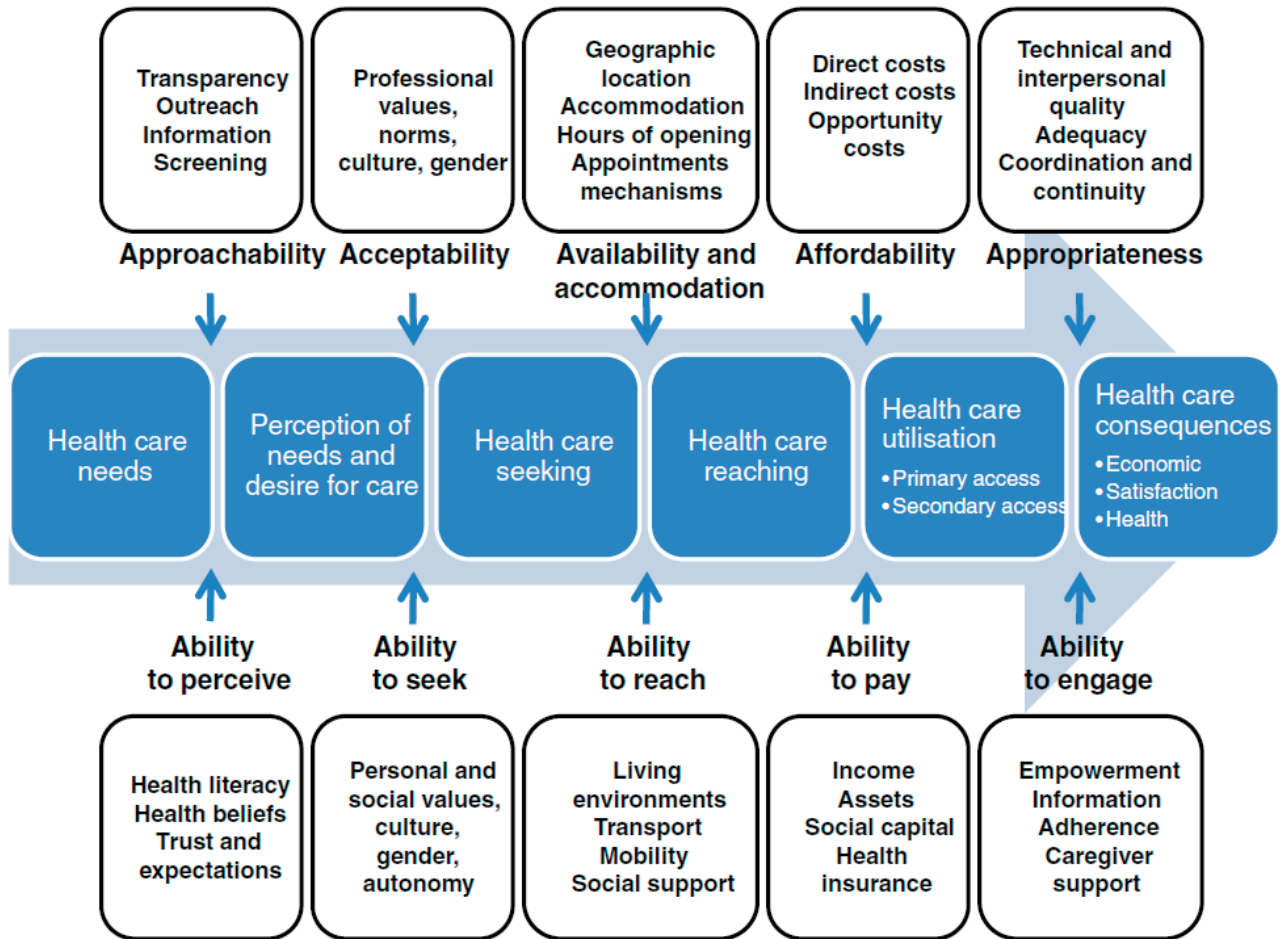 Transparency
Outreach
Information
Screening
Professional
values,
norms,
culture, gender
Geographic
location
Accommodation
Hours of opening
Appointments
mechanisms
Direct costs
Indirect costs
Opportunity
costs
Technical and
interpersonal
quality
Adequacy
Coordination and
continuity
Approachability
Acceptability
Availability and
accommodation
Affordability
Appropriateness
Health care
needs
Perception of
needs and
desire for care
Health care
seeking
Health care
reaching
Health care
utilisation
•Primary access
•Secondary access
Health care
consequences
•Economic
•Satisfaction
•Health
Ability
to perceive
Ability
to seek
Ability
to reach
Ability
to pay
Ability
to engage
Health literacy
Health beliefs
Trust and
expectations
Personal and
social values,
culture,
gender,
autonomy
Living
environments
Transport
Mobility
Social support
Income
Assets
Social capital
Health
insurance
Empowerment
Information
Adherence
Caregiver
support